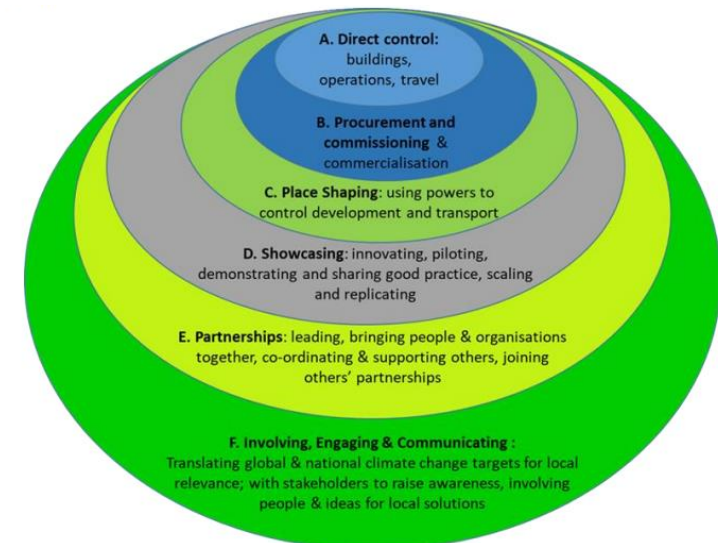 A. Direct control:
buildings,
operations, travel
B. Procurement and
commissioning &
commercialisation
C. Place Shaping: using powers to
control development and transport
D. Showcasing: innovating, piloting,
demonstrating and sharing good practice, scaling
and replicating
E. Partnerships: leading, bringing people & organisations
together, co-ordinating & supporting others, joining
others’ partnerships
F. Involving, Engaging & Communicating :
Translating global & national climate change targets for local
relevance; with stakeholders to raise awareness, involving
people & ideas for local solutions